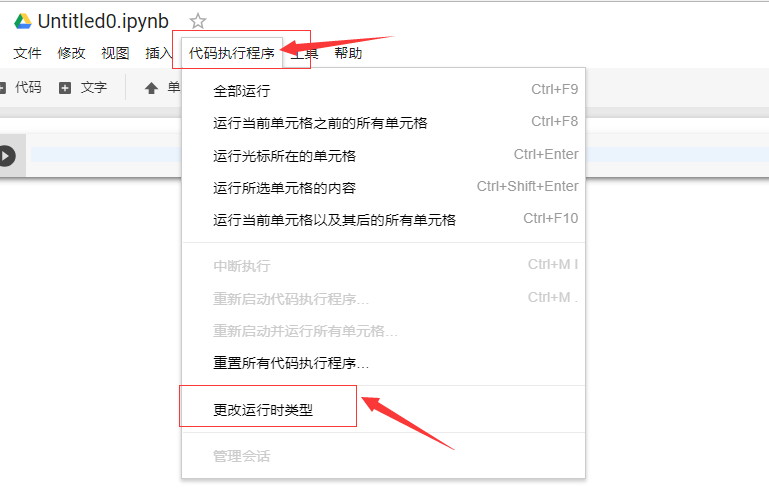 Untitled0.ipynb
文件 修改 视图 插入 代码执行程序 工具 帮助
代码 文字 单
全部运行 Ctrl+F9
运行当前单元格之前的所有单元格 Ctrl+F8
运行光标所在的单元格 Ctrl+Enter
运行所选单元格的内容 Ctrl+Shift+Enter
运行当前单元格以及其后的所有单元格 Ctrl+F10
中断执行 Ctrl+M I
重新启动代码执行程序... Ctrl+M .
重新启动并运行所有单元格...
重置所有代码执行程序...
更改运行时类型
管理会话